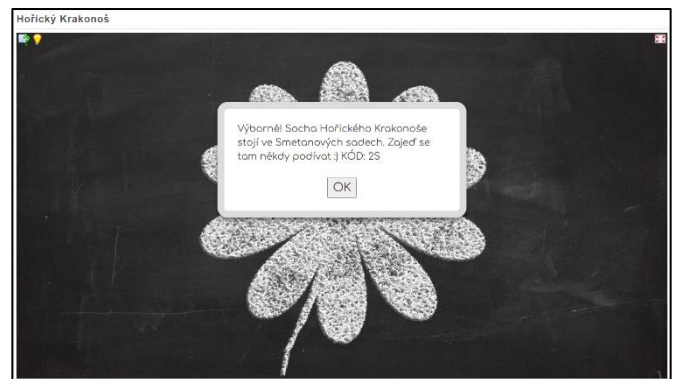 Hořický Krakonoš
Výborně! Socha Hořického Krakonoše
stojí ve Smetanových sadech. Zajeď se
tam někdy podívat :) KÓD: 2S
OK